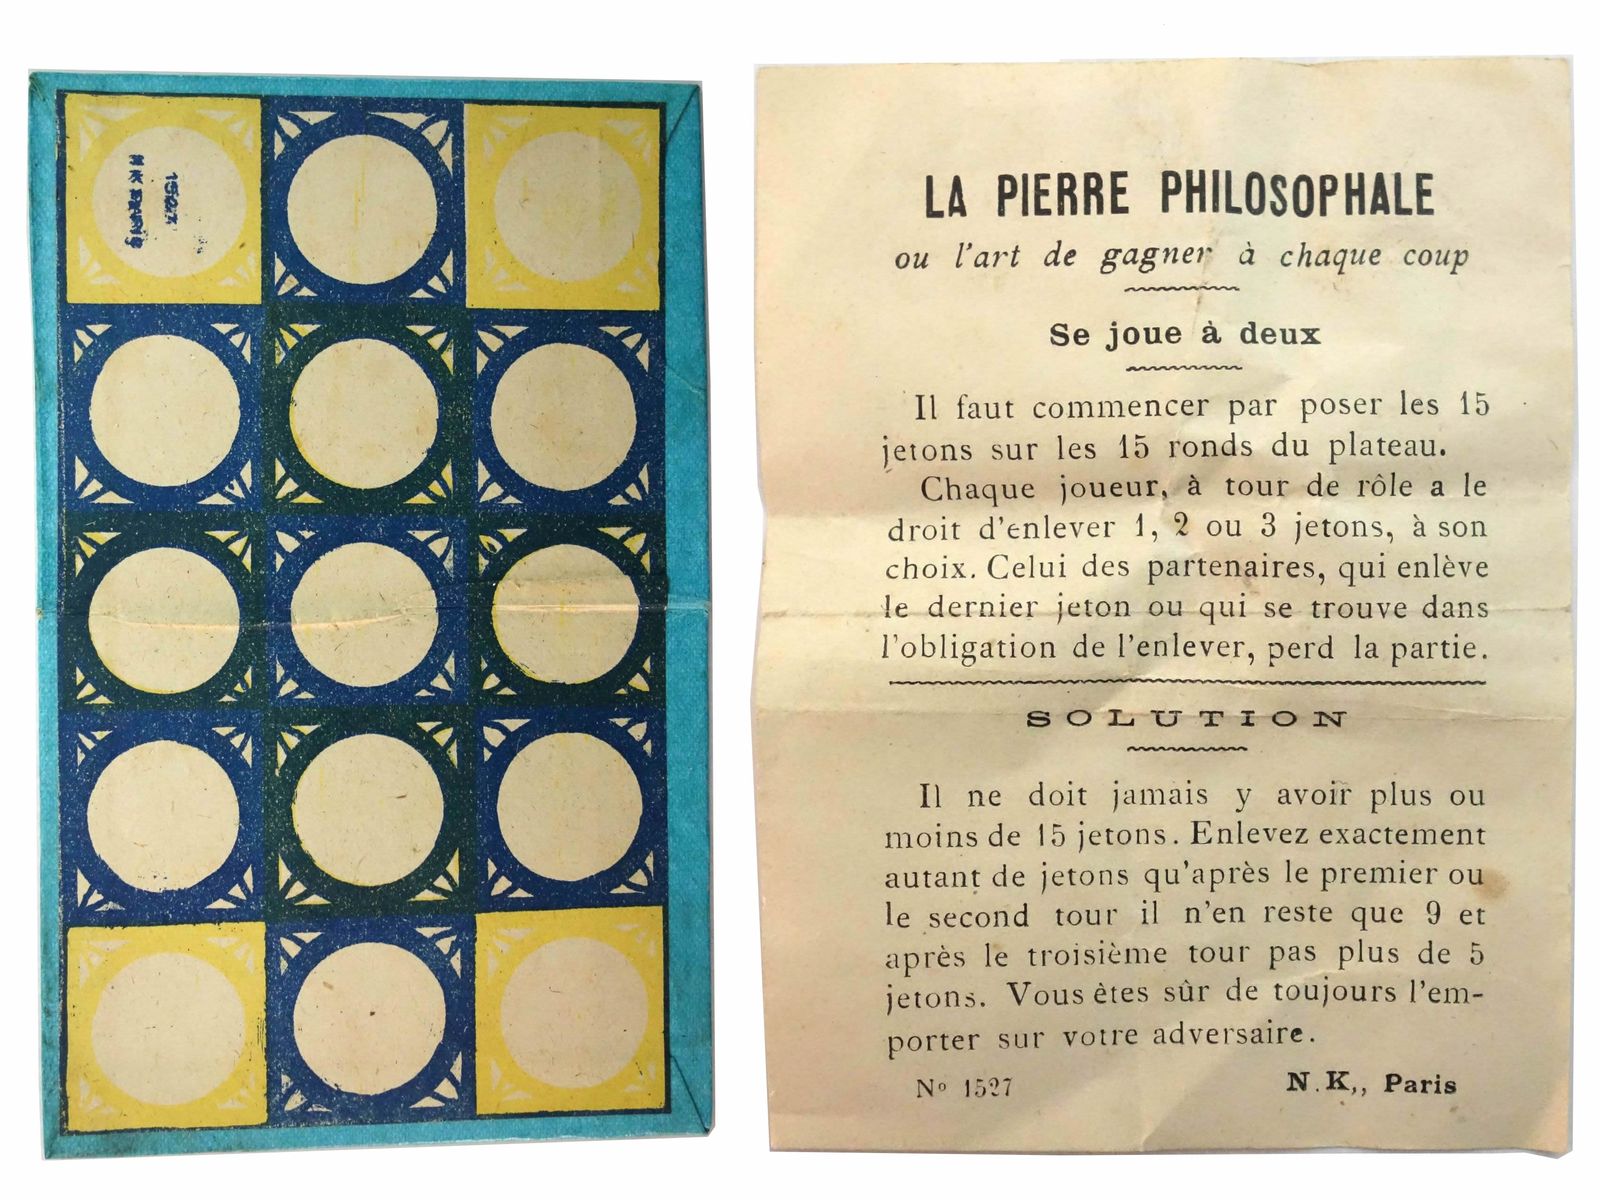 1527
N K PARIS
LA PIERRE PHILOSOPHALE
ou l'art de gagner à chaque coup
Se joue à deux
Il faut commencer par poser les 15
jetons sur les 15 ronds du plateau.
Chaque joueur, à tour de rôle a le
droit d'enlever 1, 2 ou 3 jetons, à son
choix. Celui des partenaires, qui enlève
le dernier jeton ou qui se trouve dans
l'obligation de l'enlever, perd la partie.
SOLUTION
Il ne doit jamais y avoir plus ou
moins de 15 jetons. Enlevez exactement
autant de jetons qu'après le premier ou
le second tour il n'en reste que 9 et
après le troisième tour pas plus de 5
jetons. Vous êtes sûr de toujours l'em-
porter sur votre adversaire.
Nº 1527
N.K,, Paris